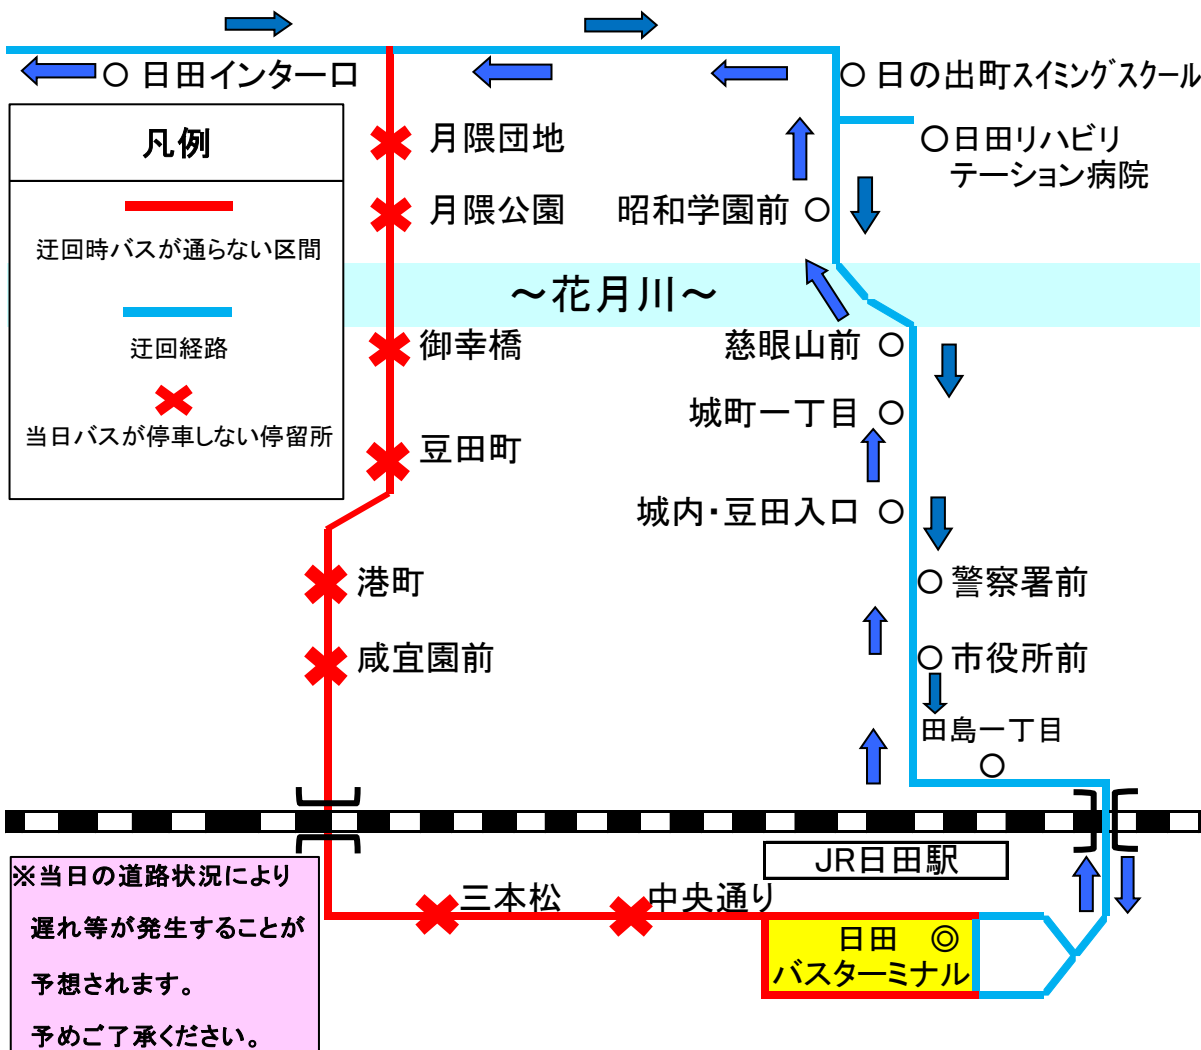 ○ 日田インター口
○ 日の出町スイミングスクール
凡例
迂回時バスが通らない区間
迂回経路
当日バスが停車しない停留所
月隈団地
○日田リハビリ
テーション病院
月隈公園
昭和学園前 ○
～花月川～
御幸橋
慈眼山前 ○
城町一丁目 ○
豆田町
城内・豆田入口 ○
港町
○ 警察署前
咸宜園前
○ 市役所前
田島一丁目
○
JR日田駅
三本松
中央通り
日田 ◎
バスターミナル
※当日の道路状況により
遅れ等が発生することが
予想されます。
予めご了承ください。